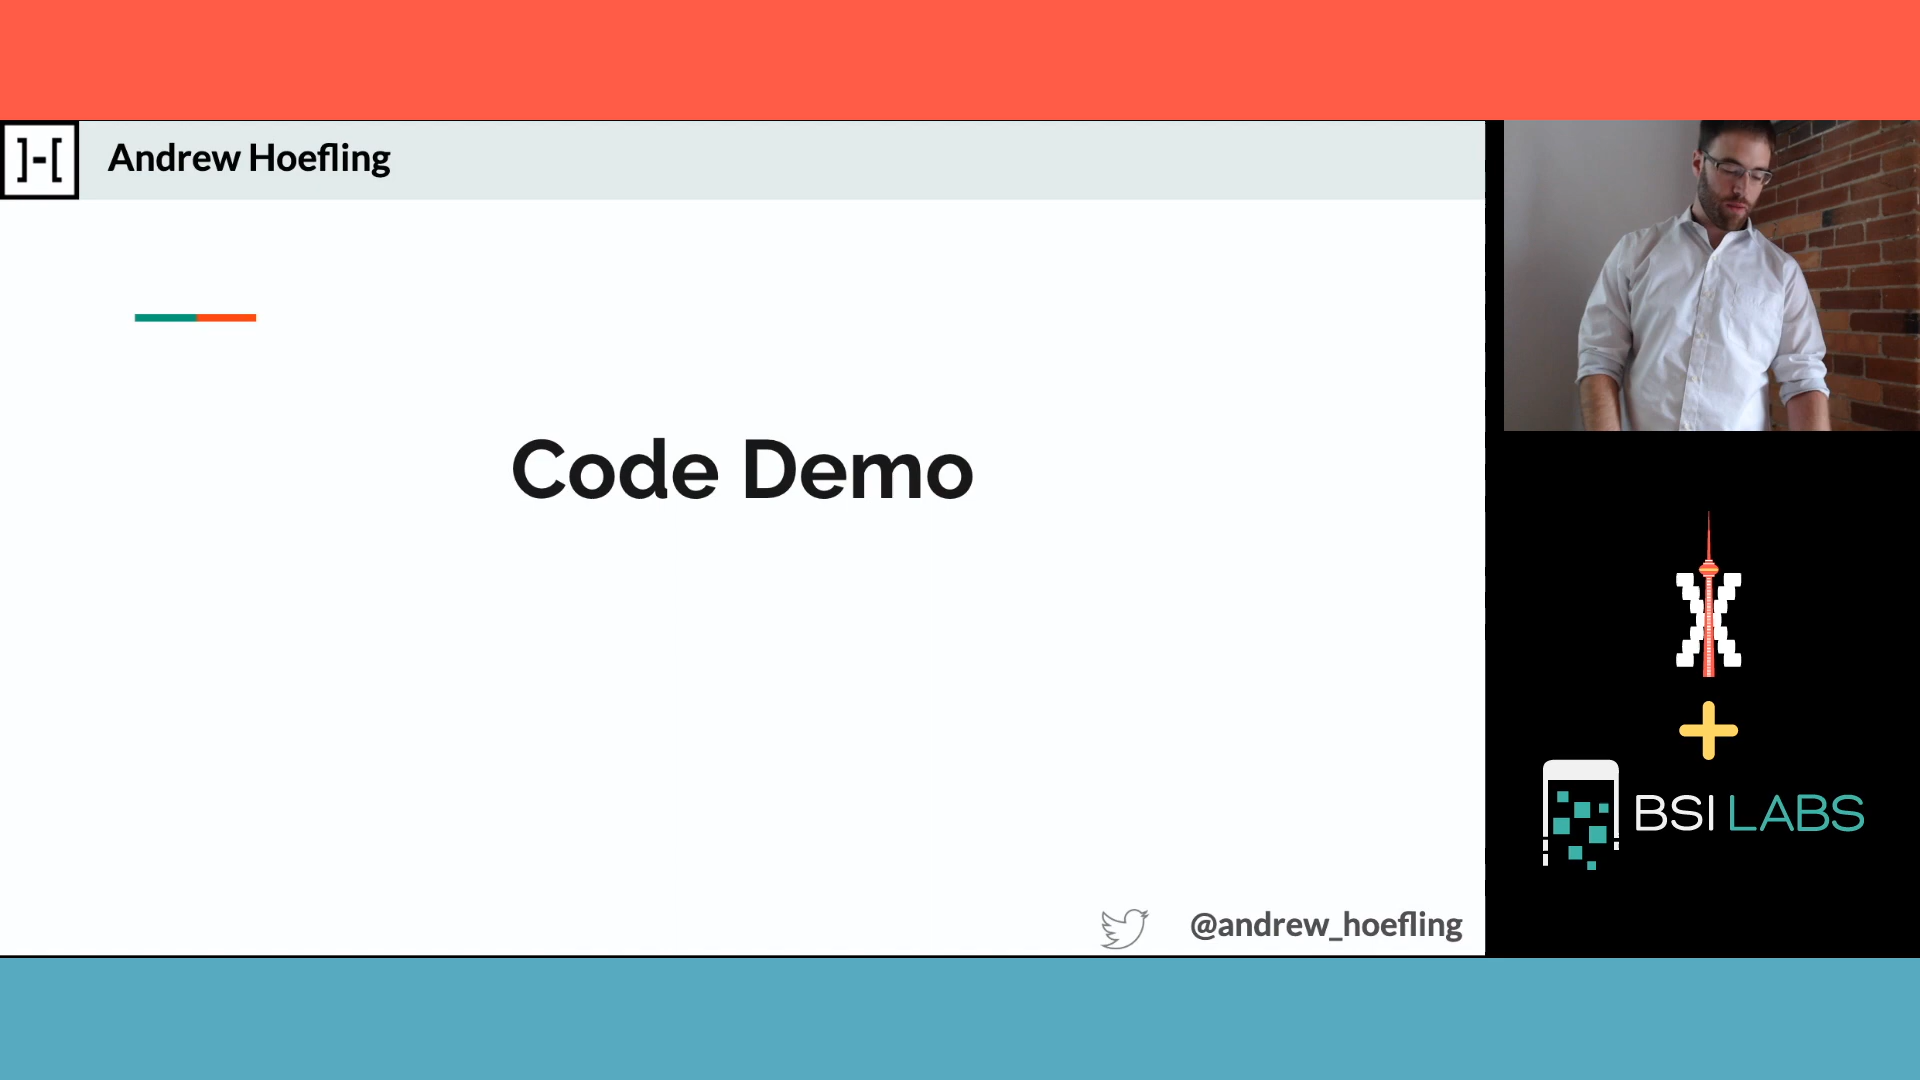 ]-[
Andrew Hoefling
Code Demo
@andrew_hoefling
X
BSI LABS